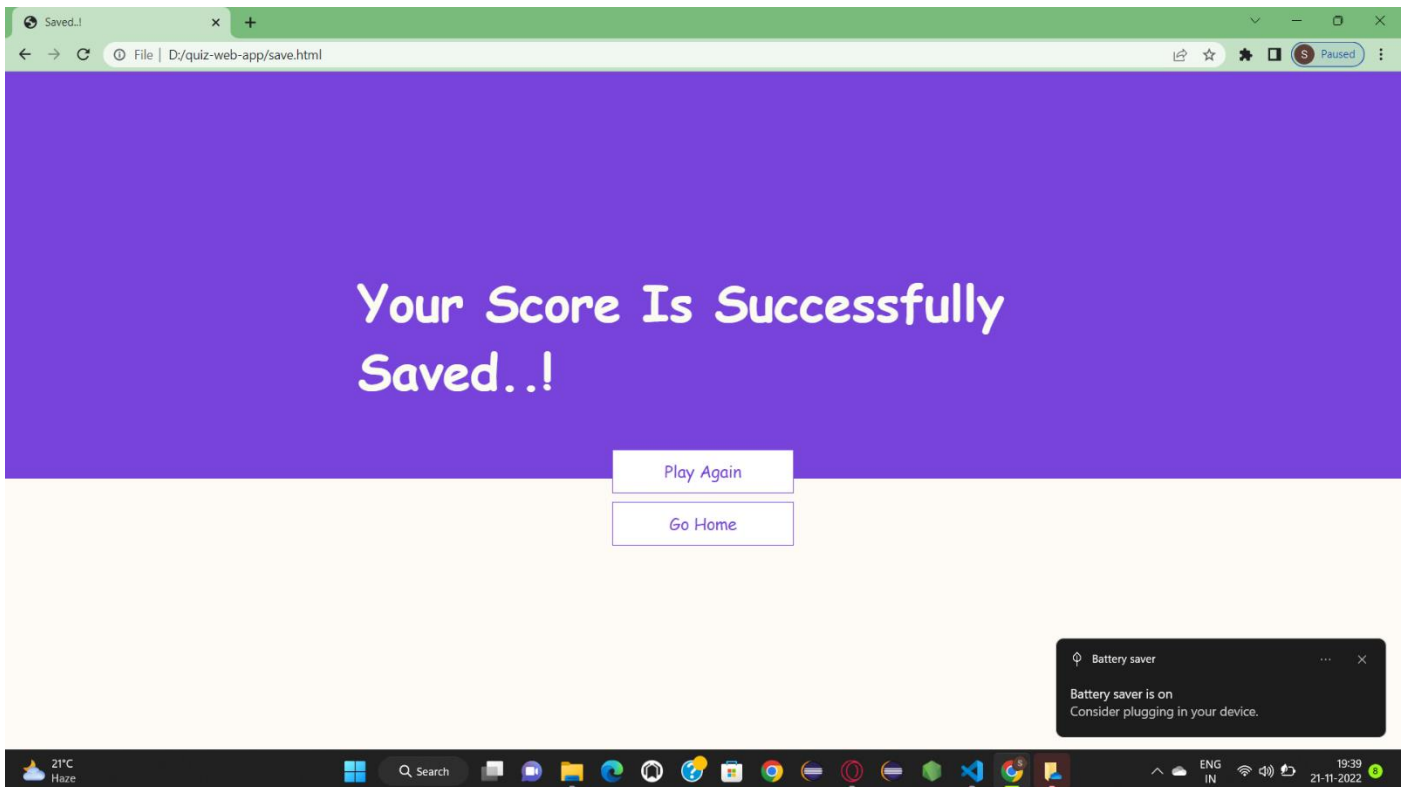 Saved..!
File | D:/quiz-web-app/save.html
S Paused
Your Score Is Successfully
Saved..!
Play Again
Go Home
Battery saver
Battery saver is on
Consider plugging in your device.
21°C
Haze
Search
S
ENG
IN
19:39
21-11-2022
8